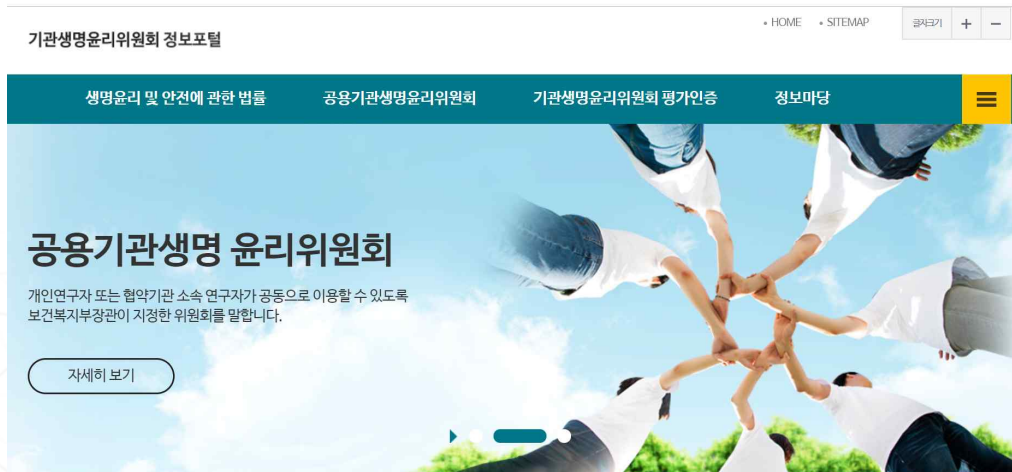 HOME
SITEMAP
글자크기 + −
기관생명윤리위원회 정보포털
생명윤리 및 안전에 관한 법률
공용기관생명윤리위원회
기관생명윤리위원회 평가인증
정보마당
공용기관생명 윤리위원회
개인연구자 또는 협약기관 소속 연구자가 공동으로 이용할 수 있도록
보건복지부장관이 지정한 위원회를 말합니다.
자세히 보기